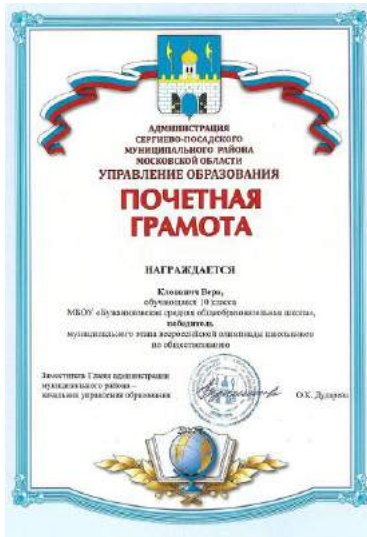 АДМИНИСТРАЦИЯ
СЕРГИЕВО-ПОСАДСКОГО
МУНИЦИПАЛЬНОГО РАЙОНА
МОСКОВСКОЙ ОБЛАСТИ
УПРАВЛЕНИЕ ОБРАЗОВАНИЯ
ПОЧЕТНАЯ
ГРАМОТА
НАГРАЖДАЕТСЯ
Вера,
обучающаяся 10 класса
МБОУ средняя общеобразовательная школа»,
победитель
муниципального этапа всероссийской олимпиады школьников
по обществознанию
Заместитель Главы администрации
муниципального района –
начальник управления образования
О.К. Дударева